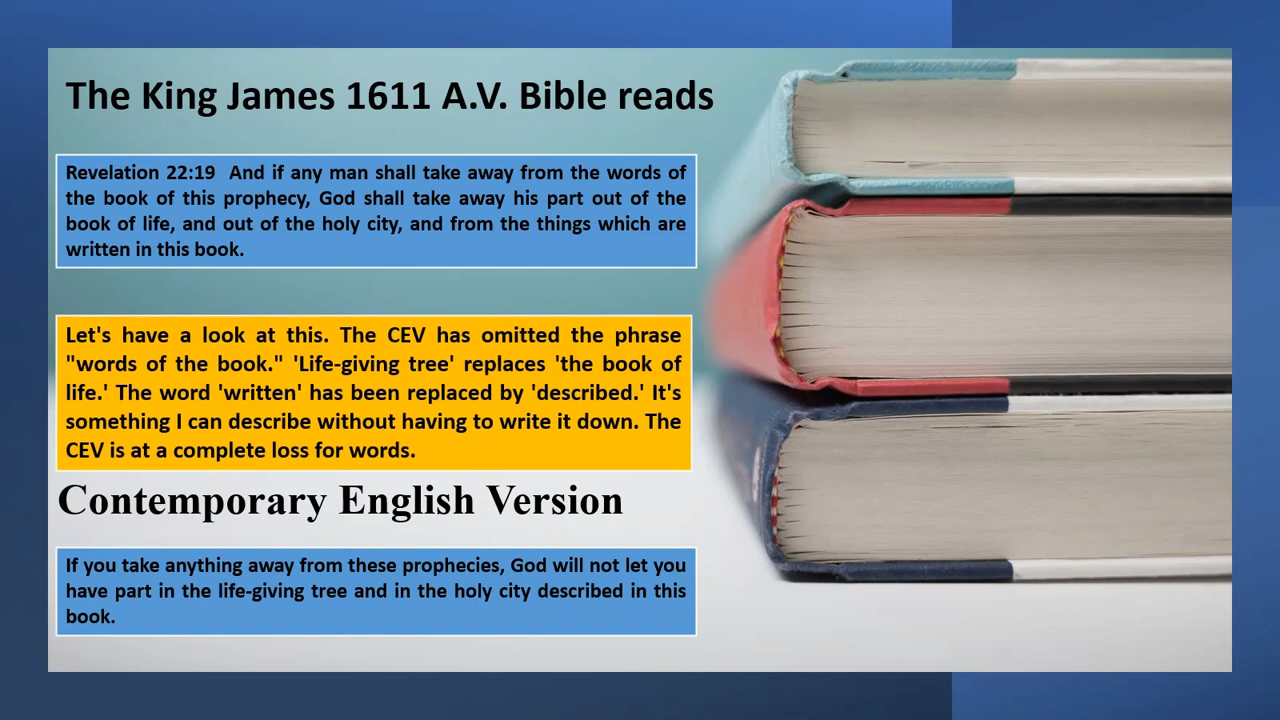 The King James 1611 A.V. Bible reads
Revelation 22:19 And if any man shall take away from the words of
the book of this prophecy, God shall take away his part out of the
book of life, and out of the holy city, and from the things which are
written in this book.
Let's have a look at this. The CEV has omitted the phrase
"words of the book." 'Life-giving tree' replaces 'the book of
life.' The word 'written' has been replaced by 'described.' It's
something I can describe without having to write it down. The
CEV is at a complete loss for words.
Contemporary English Version
If you take anything away from these prophecies, God will not let you
have part in the life-giving tree and in the holy city described in this
book.